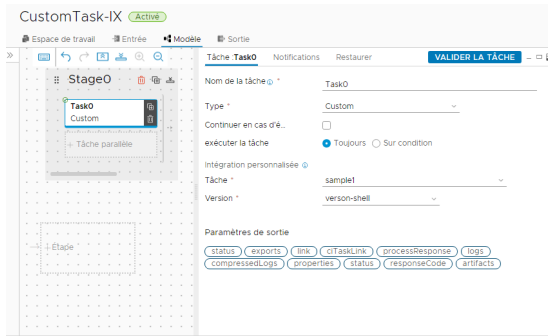 CustomTask-IX Activé
Espace de travail Entrée Modèle Sortie
Tâche :Task0 Notifications Restaurer VALIDER LA TÂCHE
Stage0
Task0
Custom
+ Tâche parallèle
+ Étape
Nom de la tâche * Task0
Type * Custom
Continuer en cas d'é...
exécuter la tâche Toujours Sur condition
Intégration personnalisée
Tâche * sample1
Version * verson-shell
Paramètres de sortie
status exports link ciTaskLink processResponse logs
compressedLogs properties status responseCode artifacts